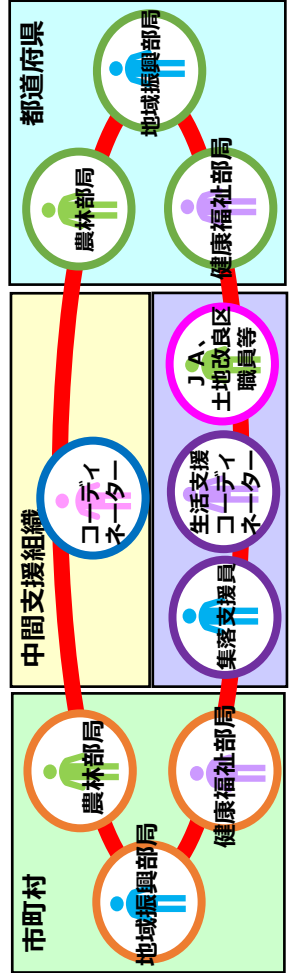 市町村
農林部局
地域振興部局
健康福祉部局
中間支援組織
コーディ
ネーター
集落支援員
生活支援
コーディ
ネーター
ＪＡ、
土地改良区
職員等
都道府県
農林部局
地域振興部局
健康福祉部局